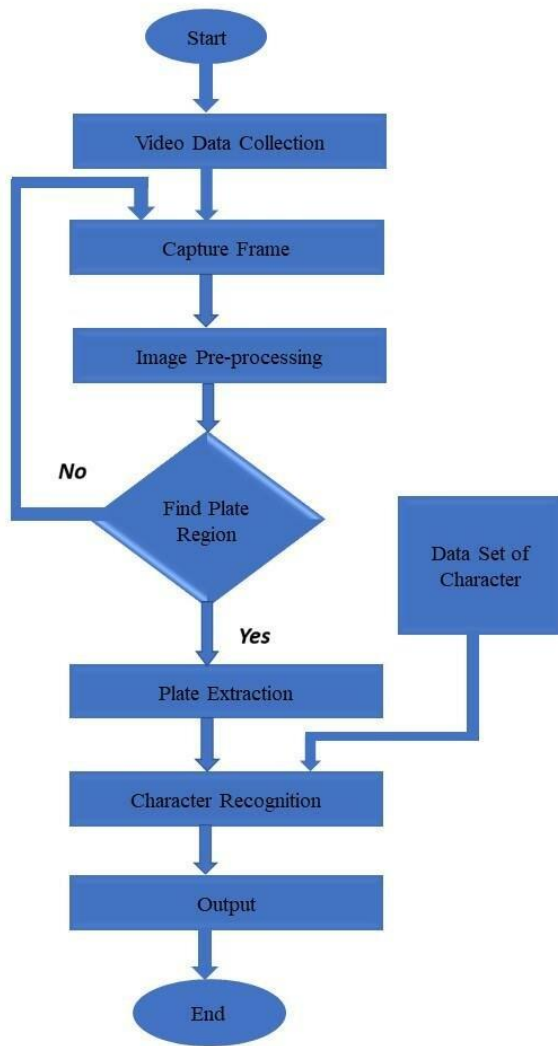 Start
Video Data Collection
Capture Frame
Image Pre-processing
No
Find Plate
Region
Data Set of
Character
Yes
Plate Extraction
Character Recognition
Output
End